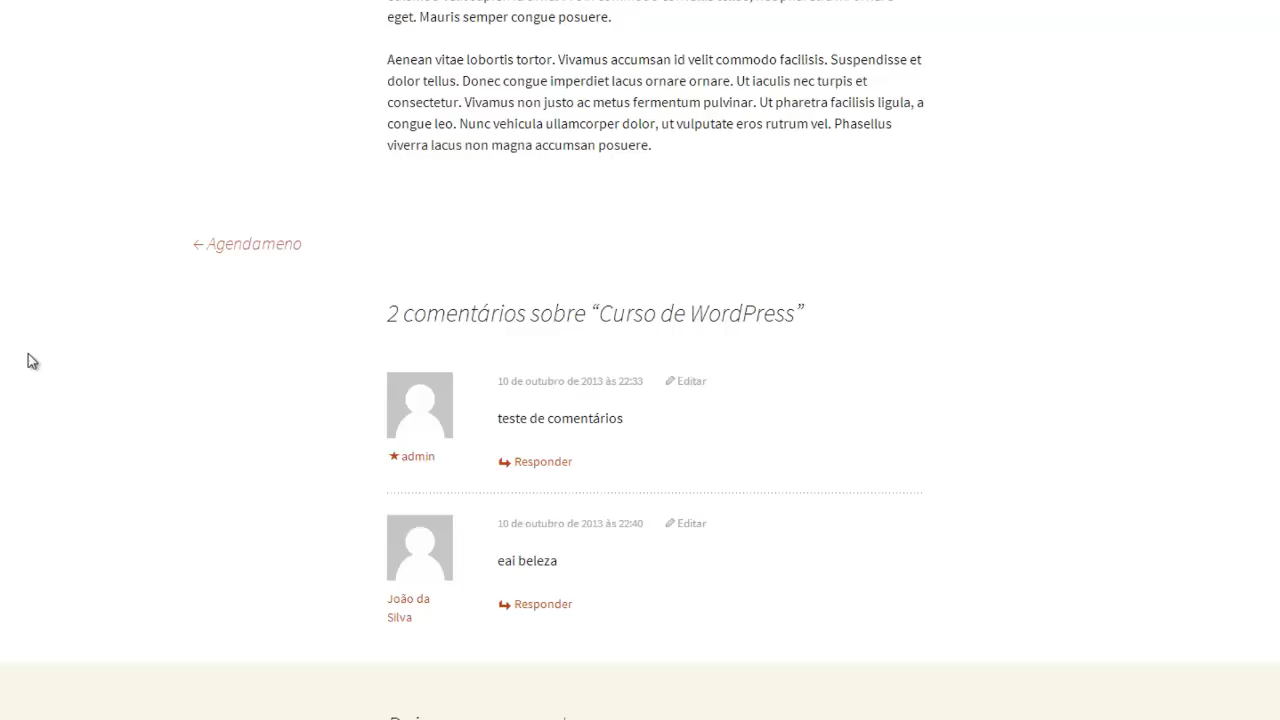 eget. Mauris semper congue posuere.
Aenean vitae lobortis tortor. Vivamus accumsan id velit commodo facilisis. Suspendisse et
dolor tellus. Donec congue imperdiet lacus ornare ornare. Ut iaculis nec turpis et
consectetur. Vivamus non justo ac metus fermentum pulvinar. Ut pharetra facilisis ligula, a
congue leo. Nunc vehicula ullamcorper dolor, ut vulputate eros rutrum vel. Phasellus
viverra lacus non magna accumsan posuere.
← Agendameno
2 comentários sobre “Curso de WordPress”
10 de outubro de 2013 às 22:33 Editar
teste de comentários
★ admin
Responder
10 de outubro de 2013 às 22:40 Editar
eai beleza
João da
Silva
Responder